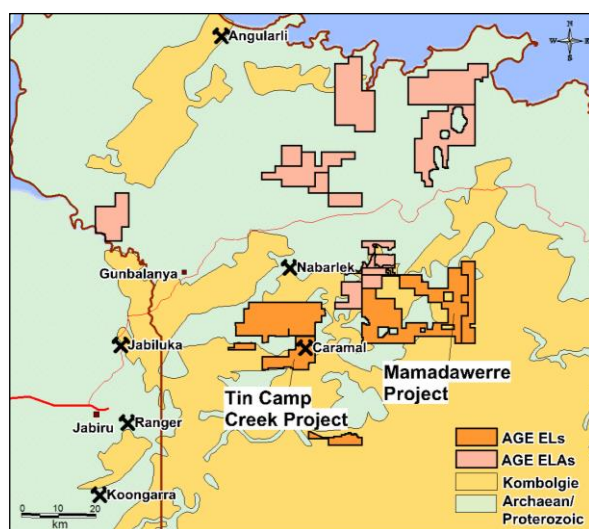 Angularli
N
W E
S
Gunbalanya
Nabarlek
Jabiluka
Caramal
Tin Camp
Creek Project
Mamadawerre
Project
Jabiru
Ranger
Koongarra
0 10 20
km
AGE ELs
AGE ELAs
Kombolgie
Archaean/
Proterozoic